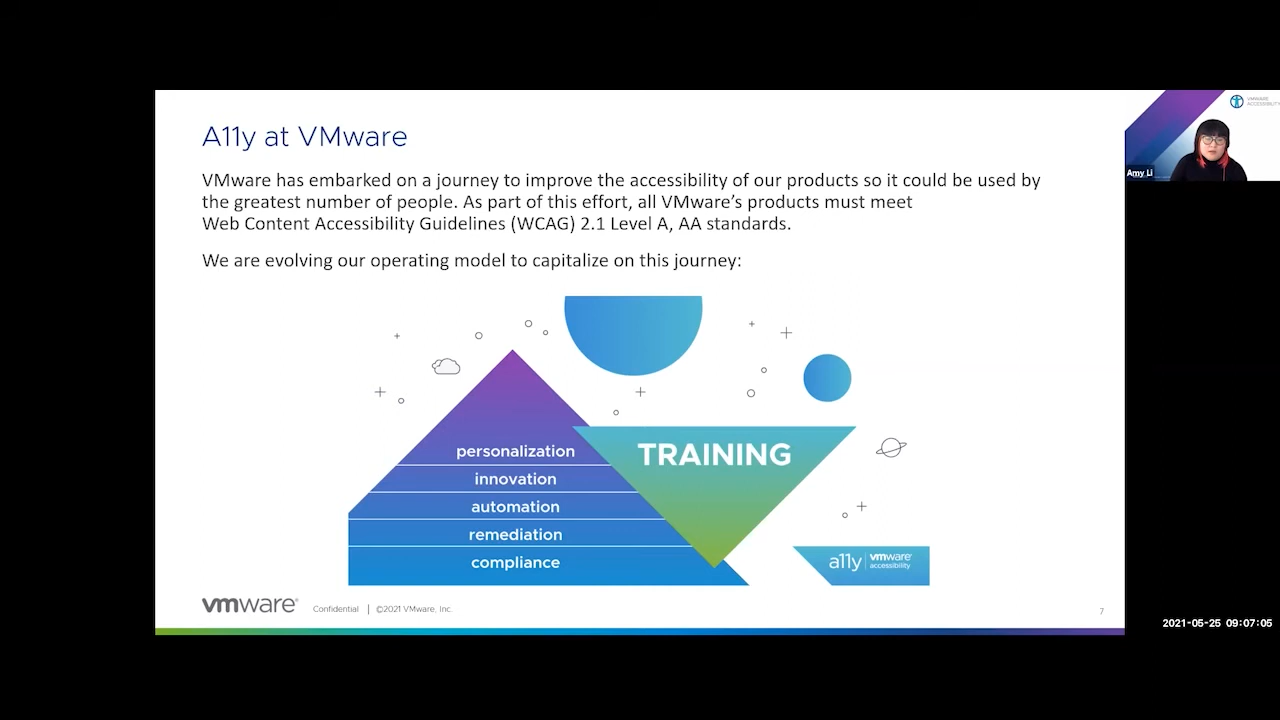 A11y at VMware
VMware has embarked on a journey to improve the accessibility of our products so it could be used by
the greatest number of people. As part of this effort, all VMware's products must meet
Web Content Accessibility Guidelines (WCAG) 2.1 Level A, AA standards.
We are evolving our operating model to capitalize on this journey:
personalization
innovation
automation
remediation
compliance
TRAINING
a11y | vmware®
accessibility
vmware® Confidential | ©2021 VMware, Inc.
7
VMWARE
ACCESSIBILITY
Amy Li
2021-05-25 09:07:05